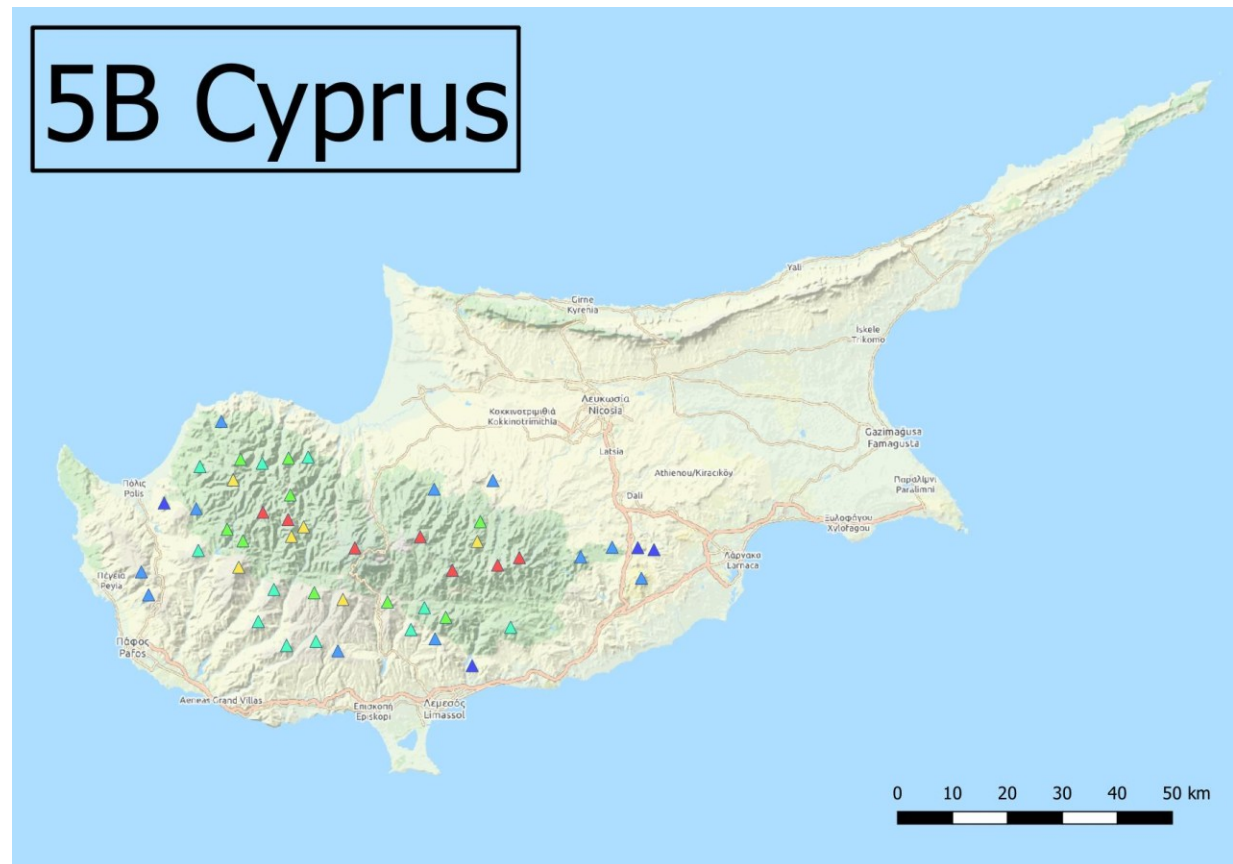 5B Cyprus
Yali
Girne
Kyrenia
Iskele
Trikomo
Λευκωσία
Nicosia
Κοκκινοτριμιθιά
Kokkinotrimichia
Gazimağusa
Famagusta
Latsia
Athienou/Kiracıköy
Πόλις
Polis
Παραλίμνι
Paralimni
Dali
Ξυλοφάγου
Xylofagou
Λάρνακα
Larnaca
Πέγεια
Peyia
Πάφος
Pafos
Aeneas Grand Villas
Επισκοπή
Episkopi
Λεμεσός
Limassol
0 10 20 30 40 50 km